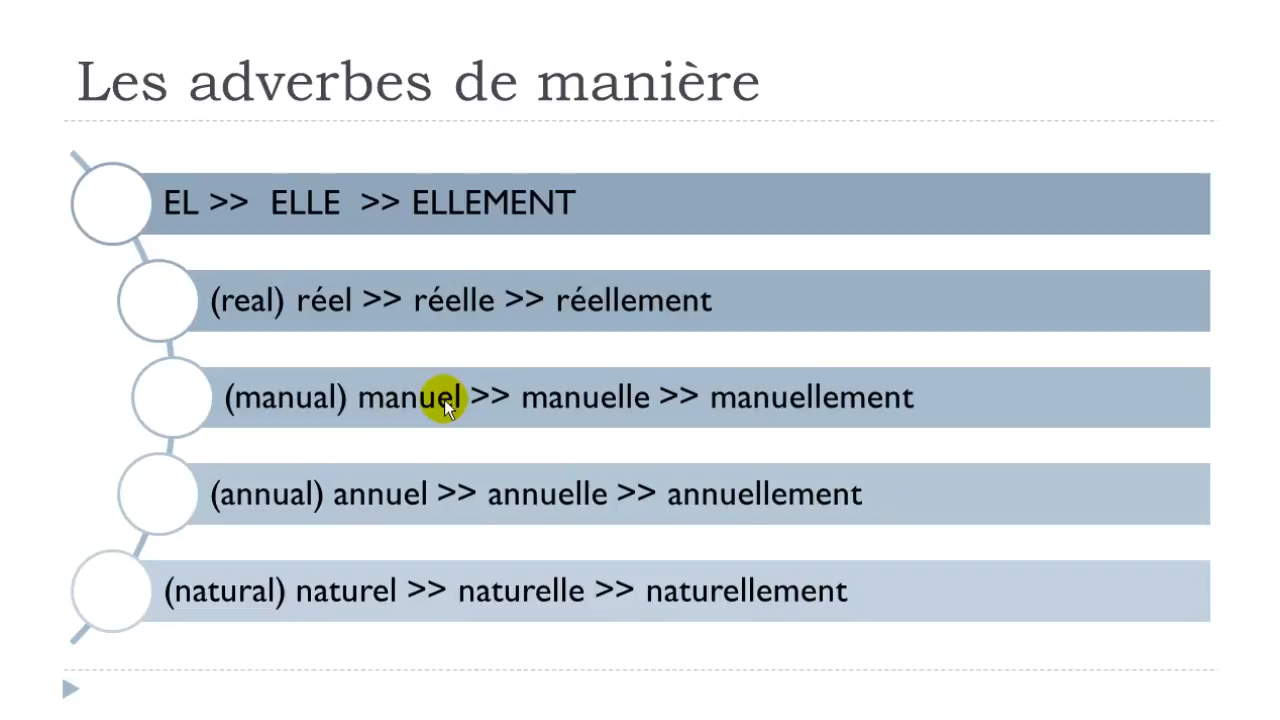 Les adverbes de manière
EL >> ELLE >> ELLEMENT
(real) réel >> réelle >> réellement
(manual) manuel >> manuelle >> manuellement
(annual) annuel >> annuelle >> annuellement
(natural) naturel >> naturelle >> naturellement